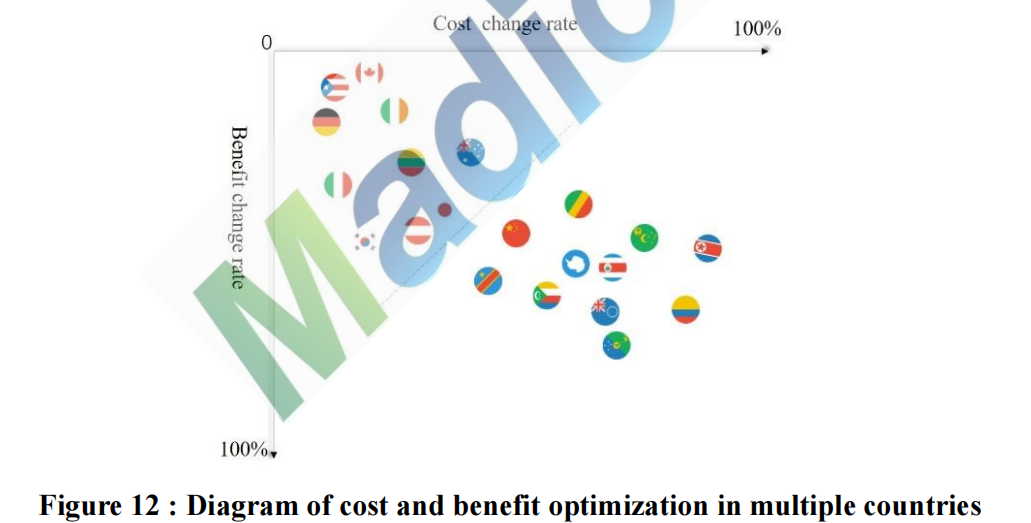 Cost change rate
100%
0
Benefit change rate
Madio
100%
Figure 12 : Diagram of cost and benefit optimization in multiple countries